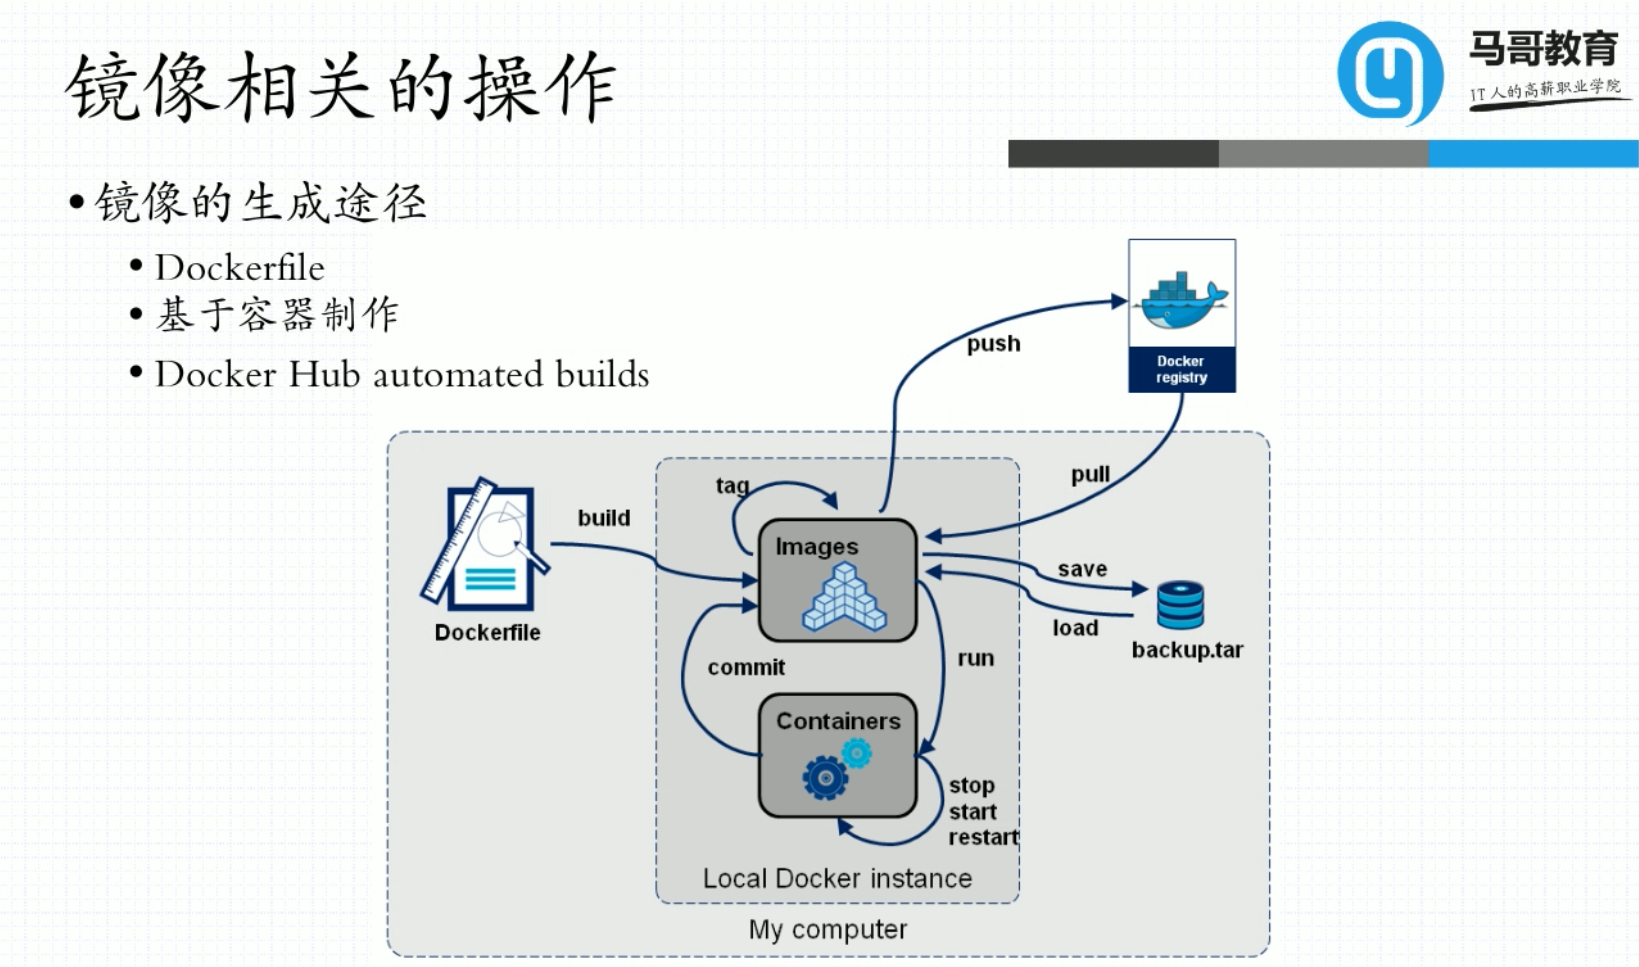 镜像相关的操作
马哥教育
IT人的高薪职业学院
•镜像的生成途径
• Dockerfile
• 基于容器制作
• Docker Hub automated builds
push
Docker
registry
pull
tag
build
Images
save
load
backup.tar
Dockerfile
commit
run
Containers
stop
start
restart
Local Docker instance
My computer